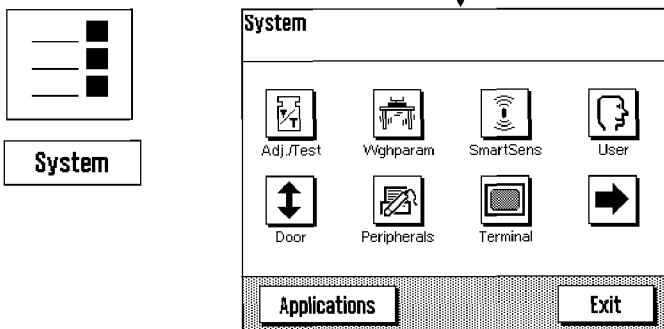 System
System
Adj./Test Wghparam SmartSens User
Door Peripherals Terminal
Applications Exit